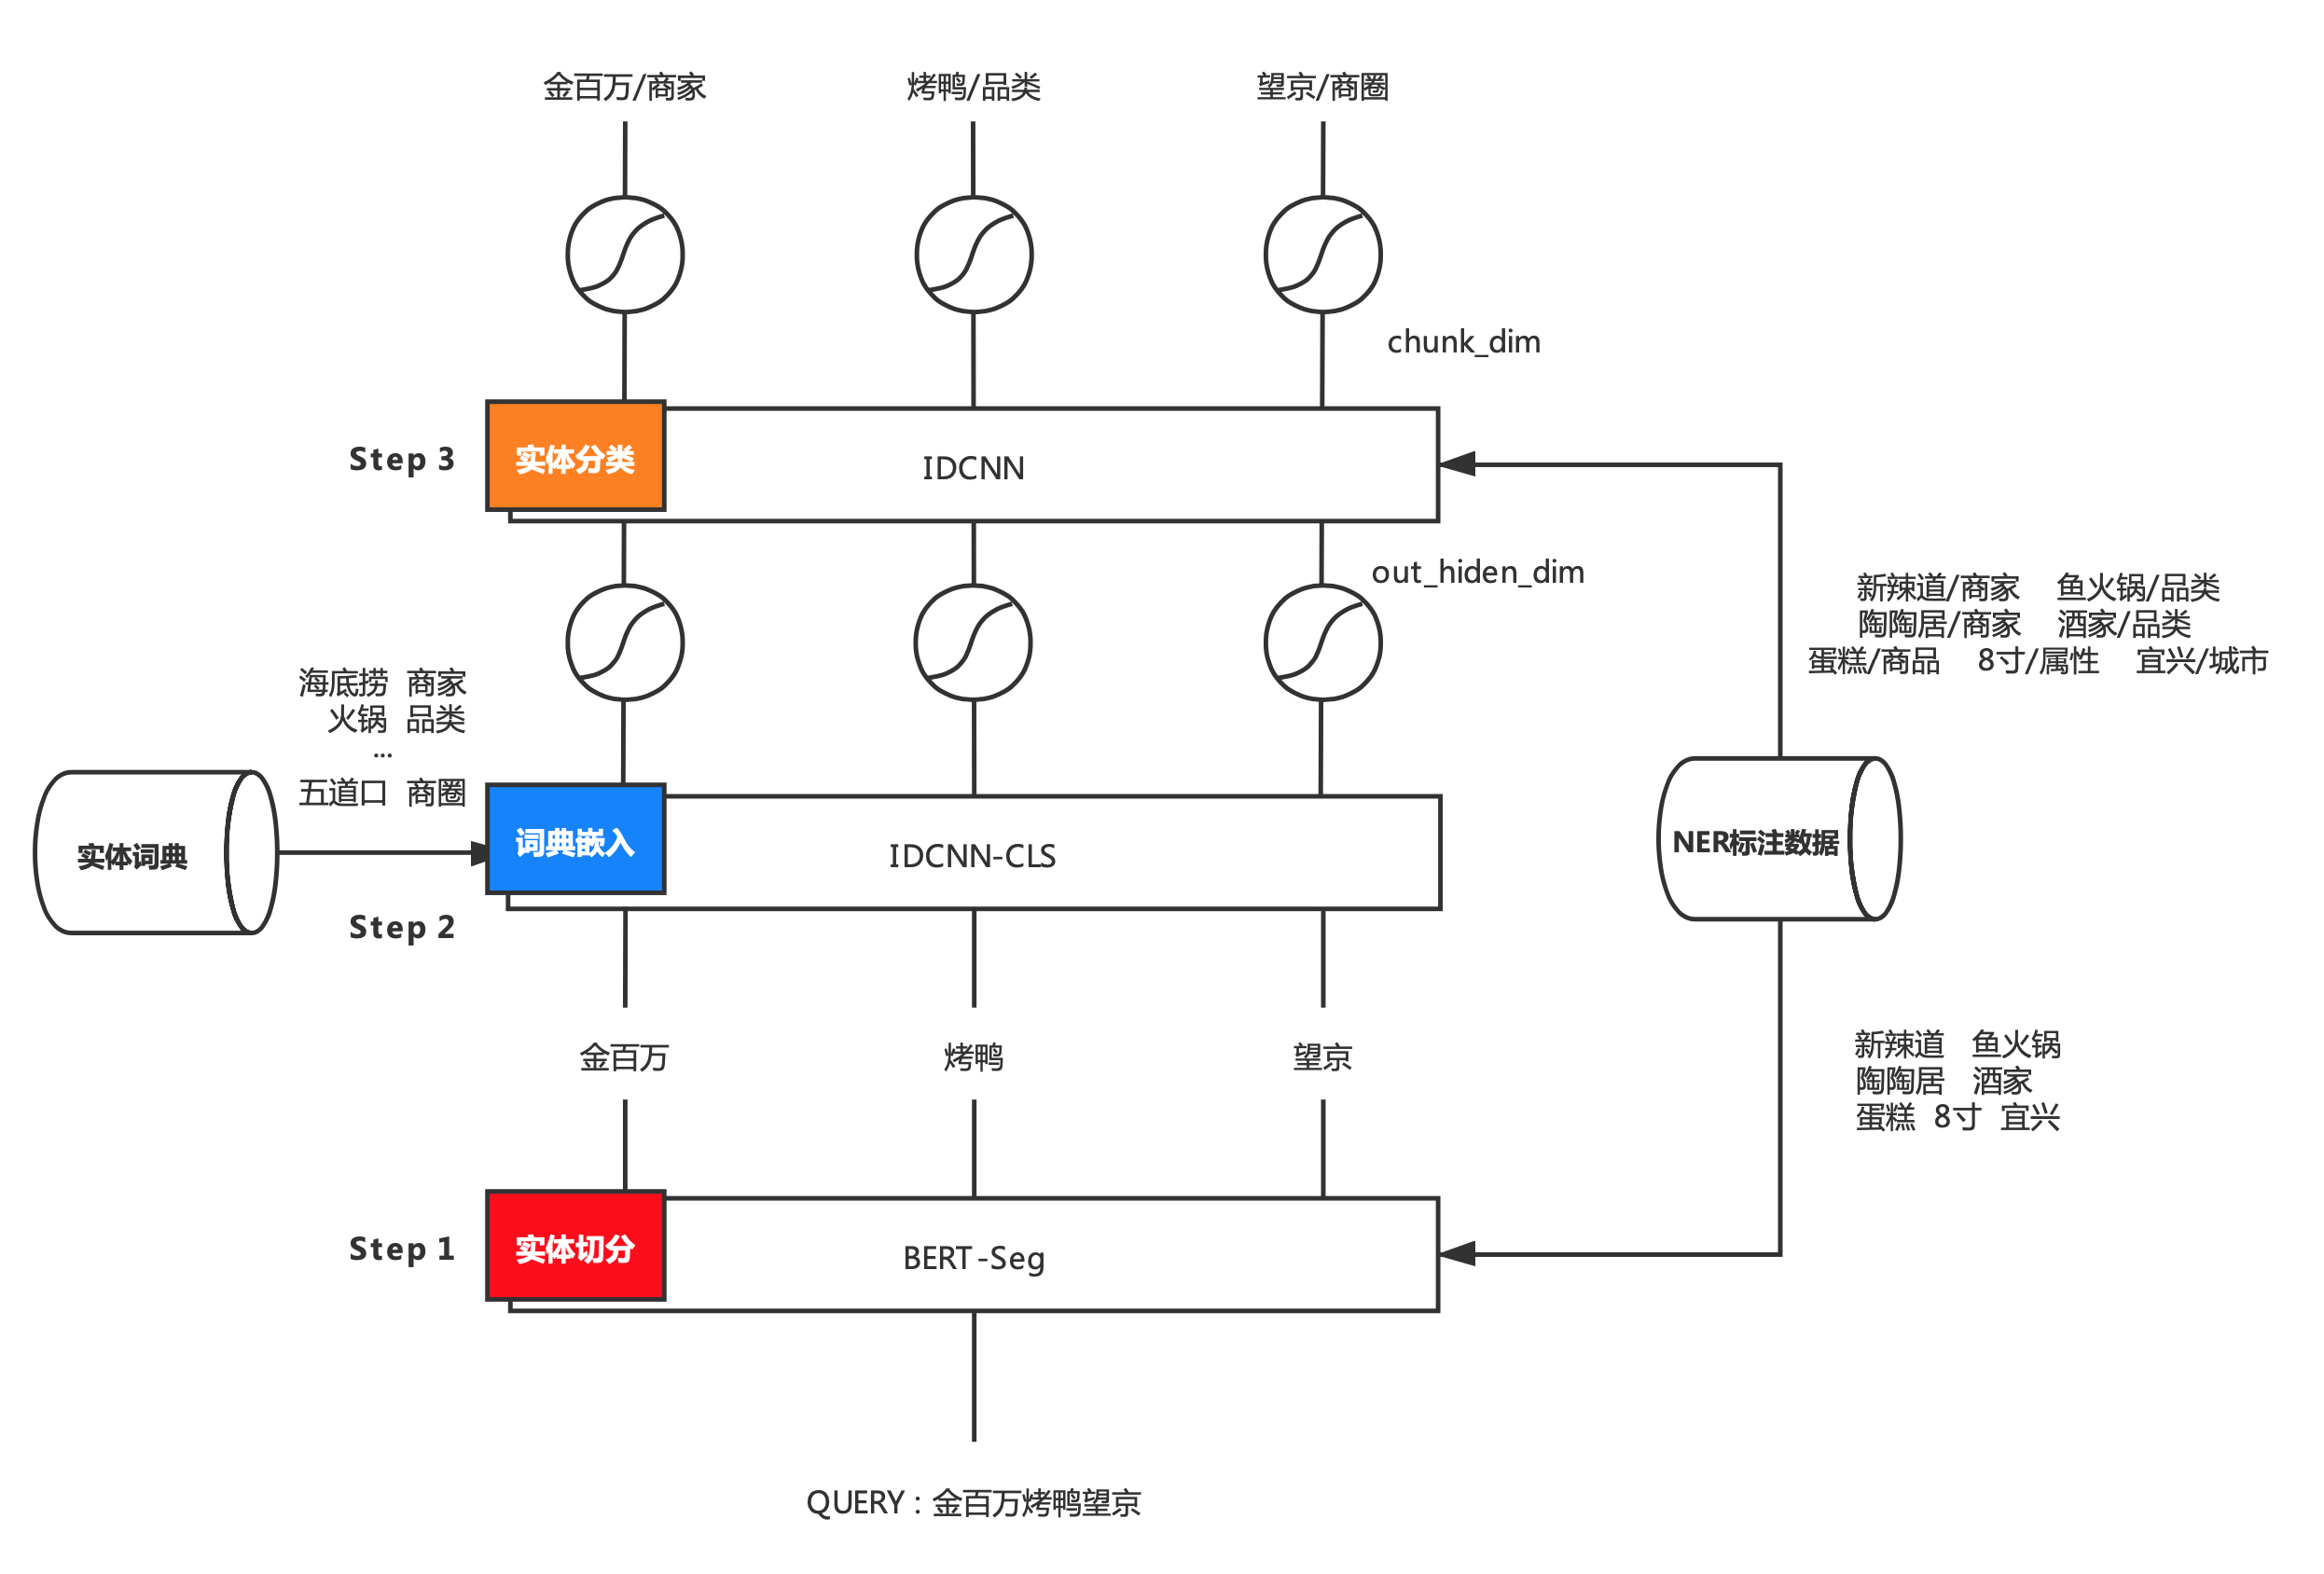 金百万/商家
烤鸭/品类
望京/商圈
chunk_dim
Step 3
实体分类
IDCNN
out_hiden_dim
新辣道/商家 鱼火锅/品类
陶陶居/商家 酒家/品类
蛋糕/商品 8寸/属性 宜兴/城市
海底捞 商家
火锅 品类
...
五道口 商圈
实体词典
词典嵌入
IDCNN-CLS
NER标注数据
Step 2
金百万
烤鸭
望京
新辣道 鱼火锅
陶陶居 酒家
蛋糕 8寸 宜兴
Step 1
实体切分
BERT-Seg
QUERY：金百万烤鸭望京